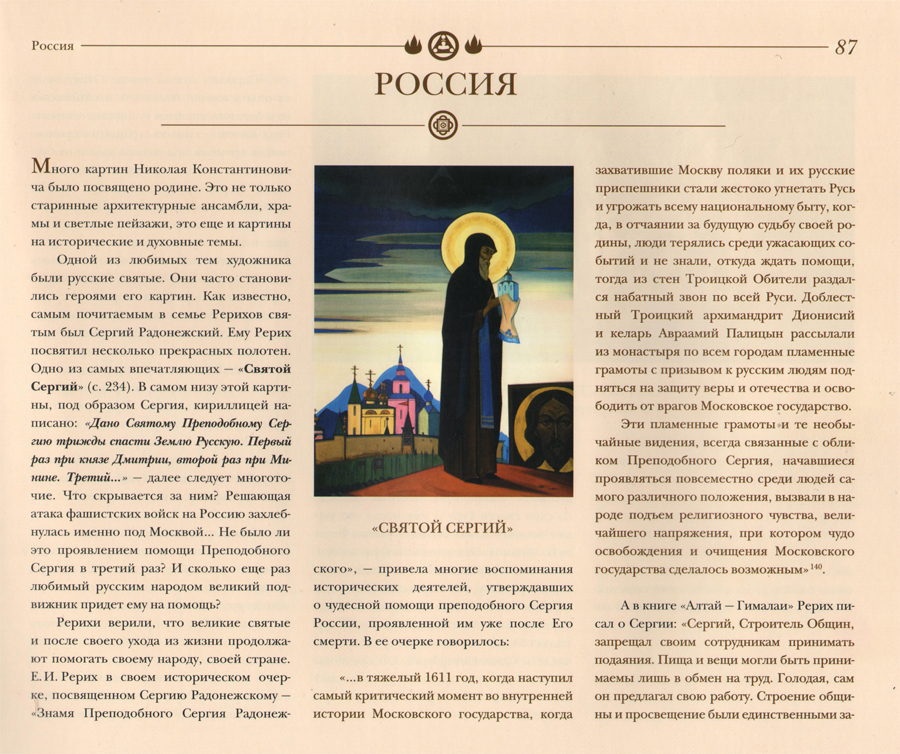 Россия
87
РОССИЯ
Много картин Николая Константинови-
ча было посвящено родине. Это не только
старинные архитектурные ансамбли, хра-
мы и светлые пейзажи, это еще и картины
на исторические и духовные темы.
Одной из любимых тем художника
были русские святые. Они часто станови-
лись героями его картин. Как известно,
самым почитаемым в семье Рерихов свя-
тым был Сергий Радонежский. Ему Рерих
посвятил несколько прекрасных полотен.
Одно из самых впечатляющих – «Святой
Сергий» (с. 234). В самом низу этой карти-
ны, под образом Сергия, кириллицей на-
писано: «Дано Святому Преподобному Сер-
гию трижды спасти Землю Русскую. Первый
раз при князе Дмитрии, второй раз при Ми-
нине. Третий...» – далее следует многото-
чие. Что скрывается за ним? Решающая
атака фашистских войск на Россию захлеб-
нулась именно под Москвой... Не было ли
это проявлением помощи Преподобного
Сергия в третий раз? И сколько еще раз
любимый русским народом великий под-
вижник придет ему на помощь?
Рерихи верили, что великие святые
и после своего ухода из жизни продолжа-
ют помогать своему народу, своей стране.
Е. И. Рерих в своем историческом очер-
ке, посвященном Сергию Радонежскому –
«Знамя Преподобного Сергия Радонеж-
«СВЯТОЙ СЕРГИЙ»
ского», – привела многие воспоминания
исторических деятелей, утверждавших
о чудесной помощи преподобного Сергия
России, проявленной им уже после Его
смерти. В ее очерке говорилось:
«...в тяжелый 1611 год, когда наступил
самый критический момент во внутренней
истории Московского государства, когда
захватившие Москву поляки и их русские
приспешники стали жестоко угнетать Русь
и угрожать всему национальному быту, ког-
да, в отчаянии за будущую судьбу своей ро-
дины, люди терялись среди ужасающих со-
бытий и не знали, откуда ждать помощи,
тогда из стен Троицкой Обители раздал-
ся набатный звон по всей Руси. Доблест-
ный Троицкий архимандрит Дионисий
и келарь Авраамий Палицын рассылали
из монастыря по всем городам пламенные
грамоты с призывом к русским людям под-
няться на защиту веры и отечества и осво-
бодить от врагов Московское государство.
Эти пламенные грамоты и те необы-
чайные видения, всегда связанные с обли-
ком Преподобного Сергия, начавшиеся
проявляться повсеместно среди людей са-
мого различного положения, вызвали в на-
роде подъем религиозного чувства, вели-
чайшего напряжения, при котором чудо
освобождения и очищения Московского
государства сделалось возможным»140.
А в книге «Алтай – Гималаи» Рерих пи-
сал о Сергии: «Сергий, Строитель Общин,
запрещал своим сотрудникам принимать
подаяния. Пища и вещи могли быть прини-
маемы лишь в обмен на труд. Голодая, сам
он предлагал свою работу. Строение общи-
ны и просвещение были единственными за-